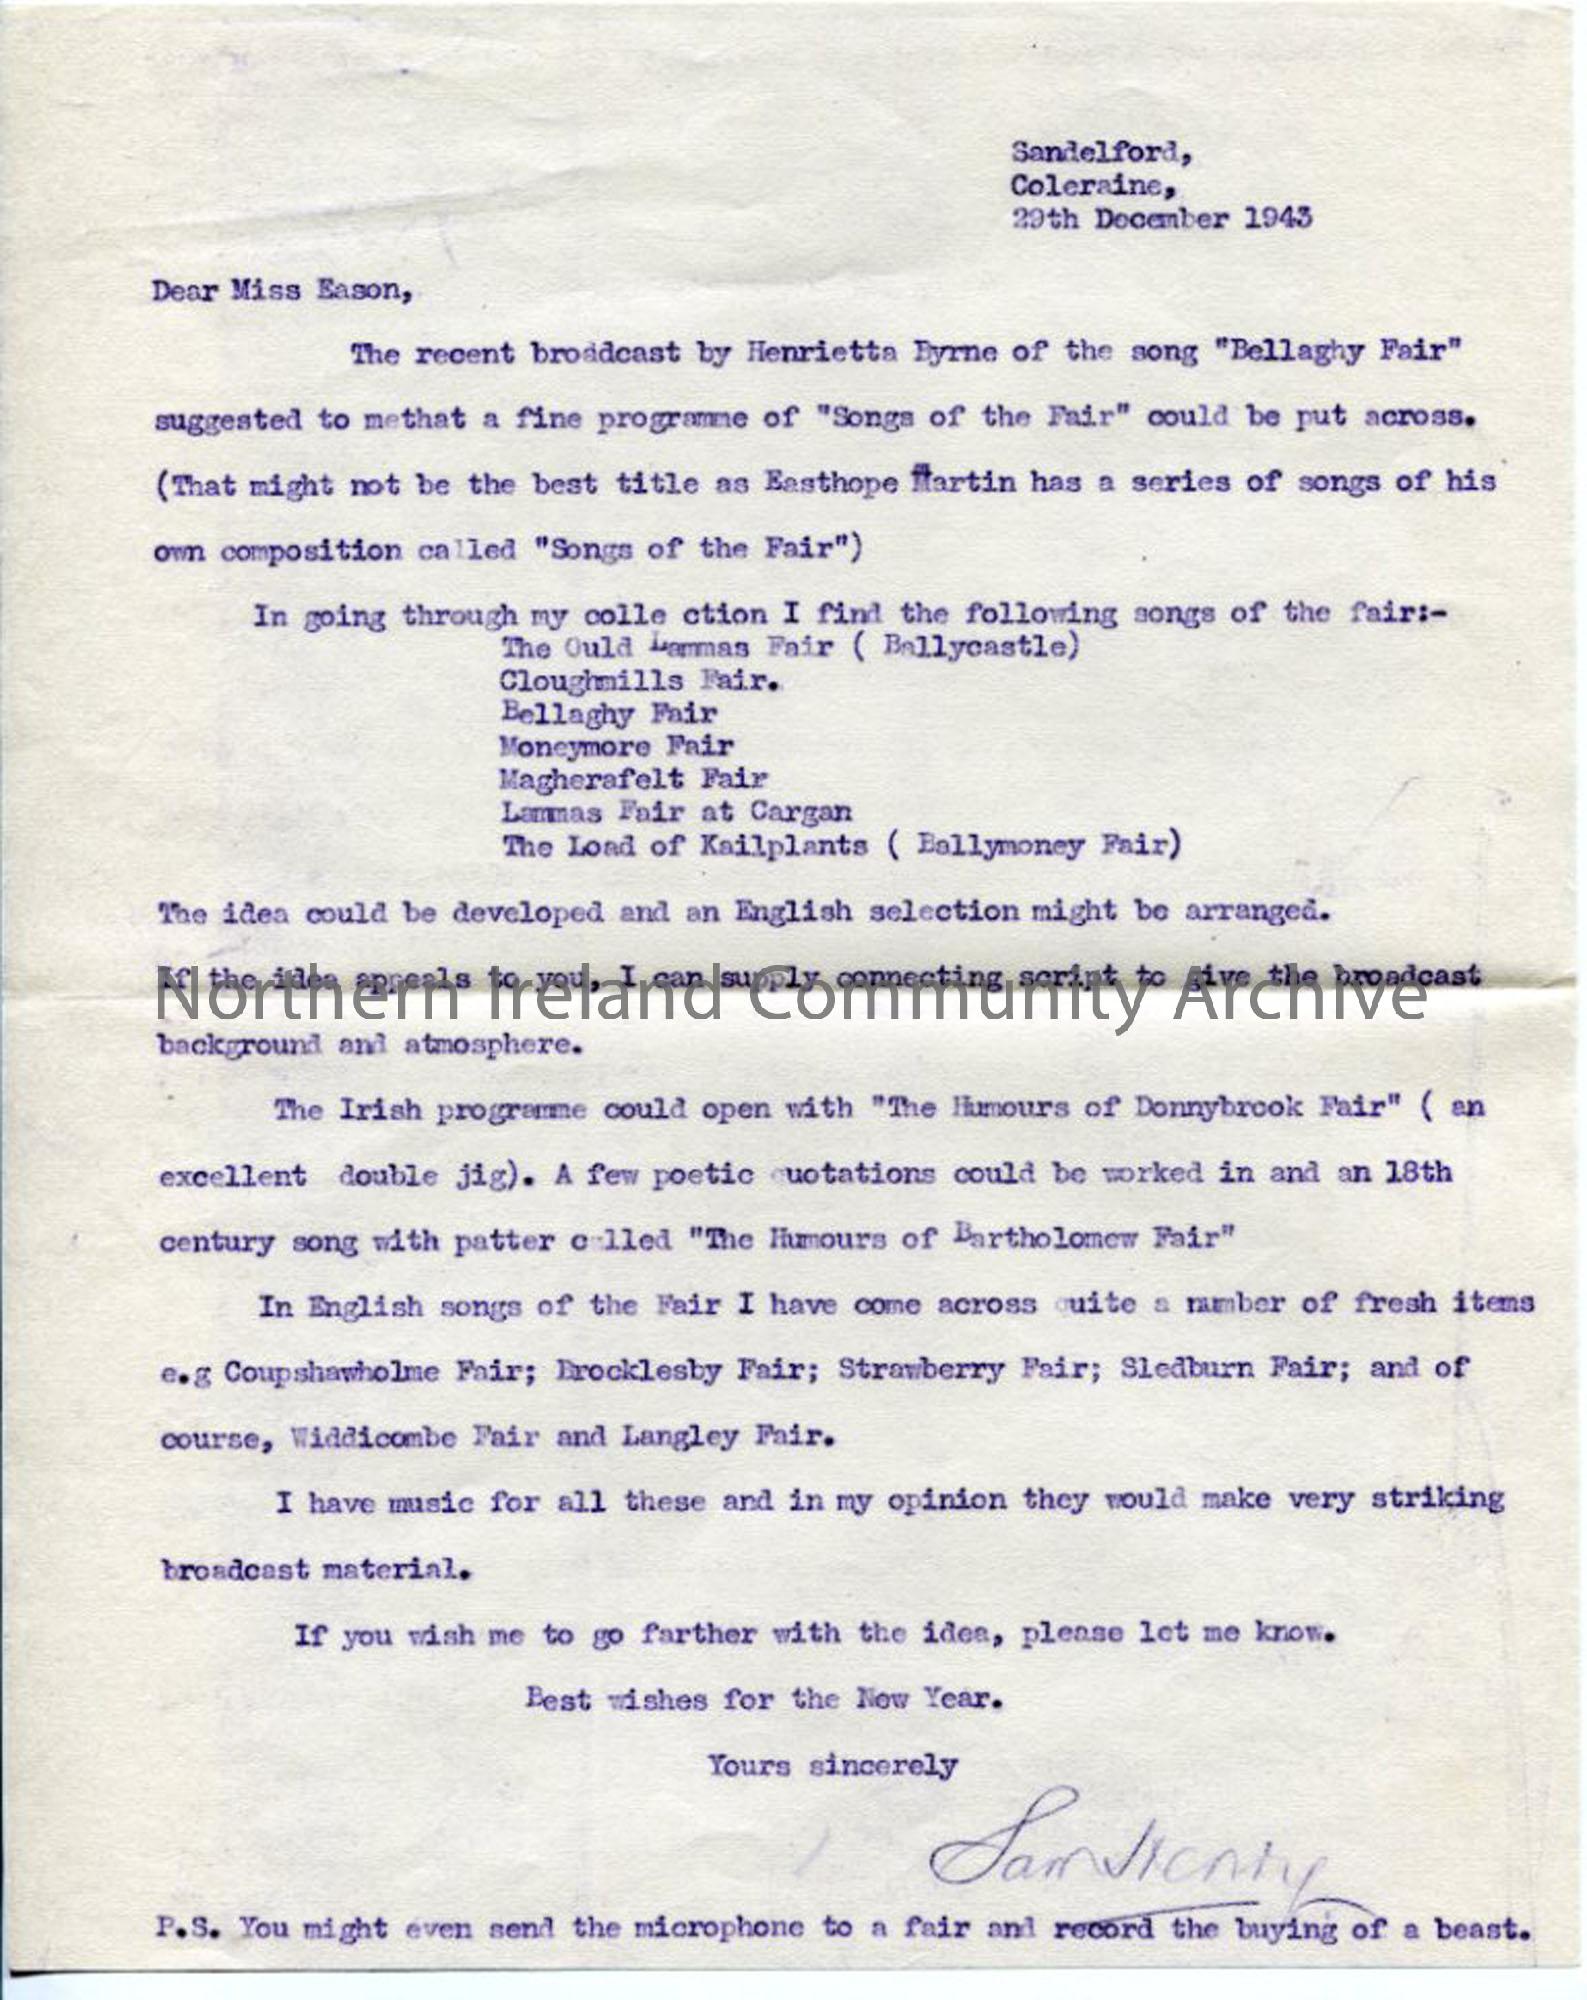 Sandelford,
Coleraine,
29th December 1943
Dear Miss Eason,
The recent broadcast by Henrietta Byrne of the song "Bellaghy Fair"
suggested to methat a fine programme of "Songs of the Fair" could be put across.
(That might not be the best title as Easthope Martin has a series of songs of his
own composition called "Songs of the Fair")
In going through my colle ction I find the following songs of the fair:-
The Ould Lammas Fair ( Ballycastle)
Cloughmills Fair.
Bellaghy Fair
Moneymore Fair
Magherafelt Fair
Lammas Fair at Cargan
The Load of Kailplants ( Ballymoney Fair)
The idea could be developed and an English selection might be arranged.
If the idea appeals to you, I can supply connecting script to give the broadcast
Northern Ireland Community Archive
background and atmosphere.
The Irish programme could open with "The Humours of Donnybrook Fair" ( an
excellent double jig). A few poetic quotations could be worked in and an 18th
century song with patter called "The Humours of Bartholomew Fair"
In English songs of the Fair I have come across quite a number of fresh items
e.g Coupshawholme Fair; Brocklesby Fair; Strawberry Fair; Sledburn Fair; and of
course, Widdicombe Fair and Langley Fair.
I have music for all these and in my opinion they would make very striking
broadcast material.
If you wish me to go farther with the idea, please let me know.
Best wishes for the New Year.
Yours sincerely
Sam Henry
P.S. You might even send the microphone to a fair and record the buying of a beast.